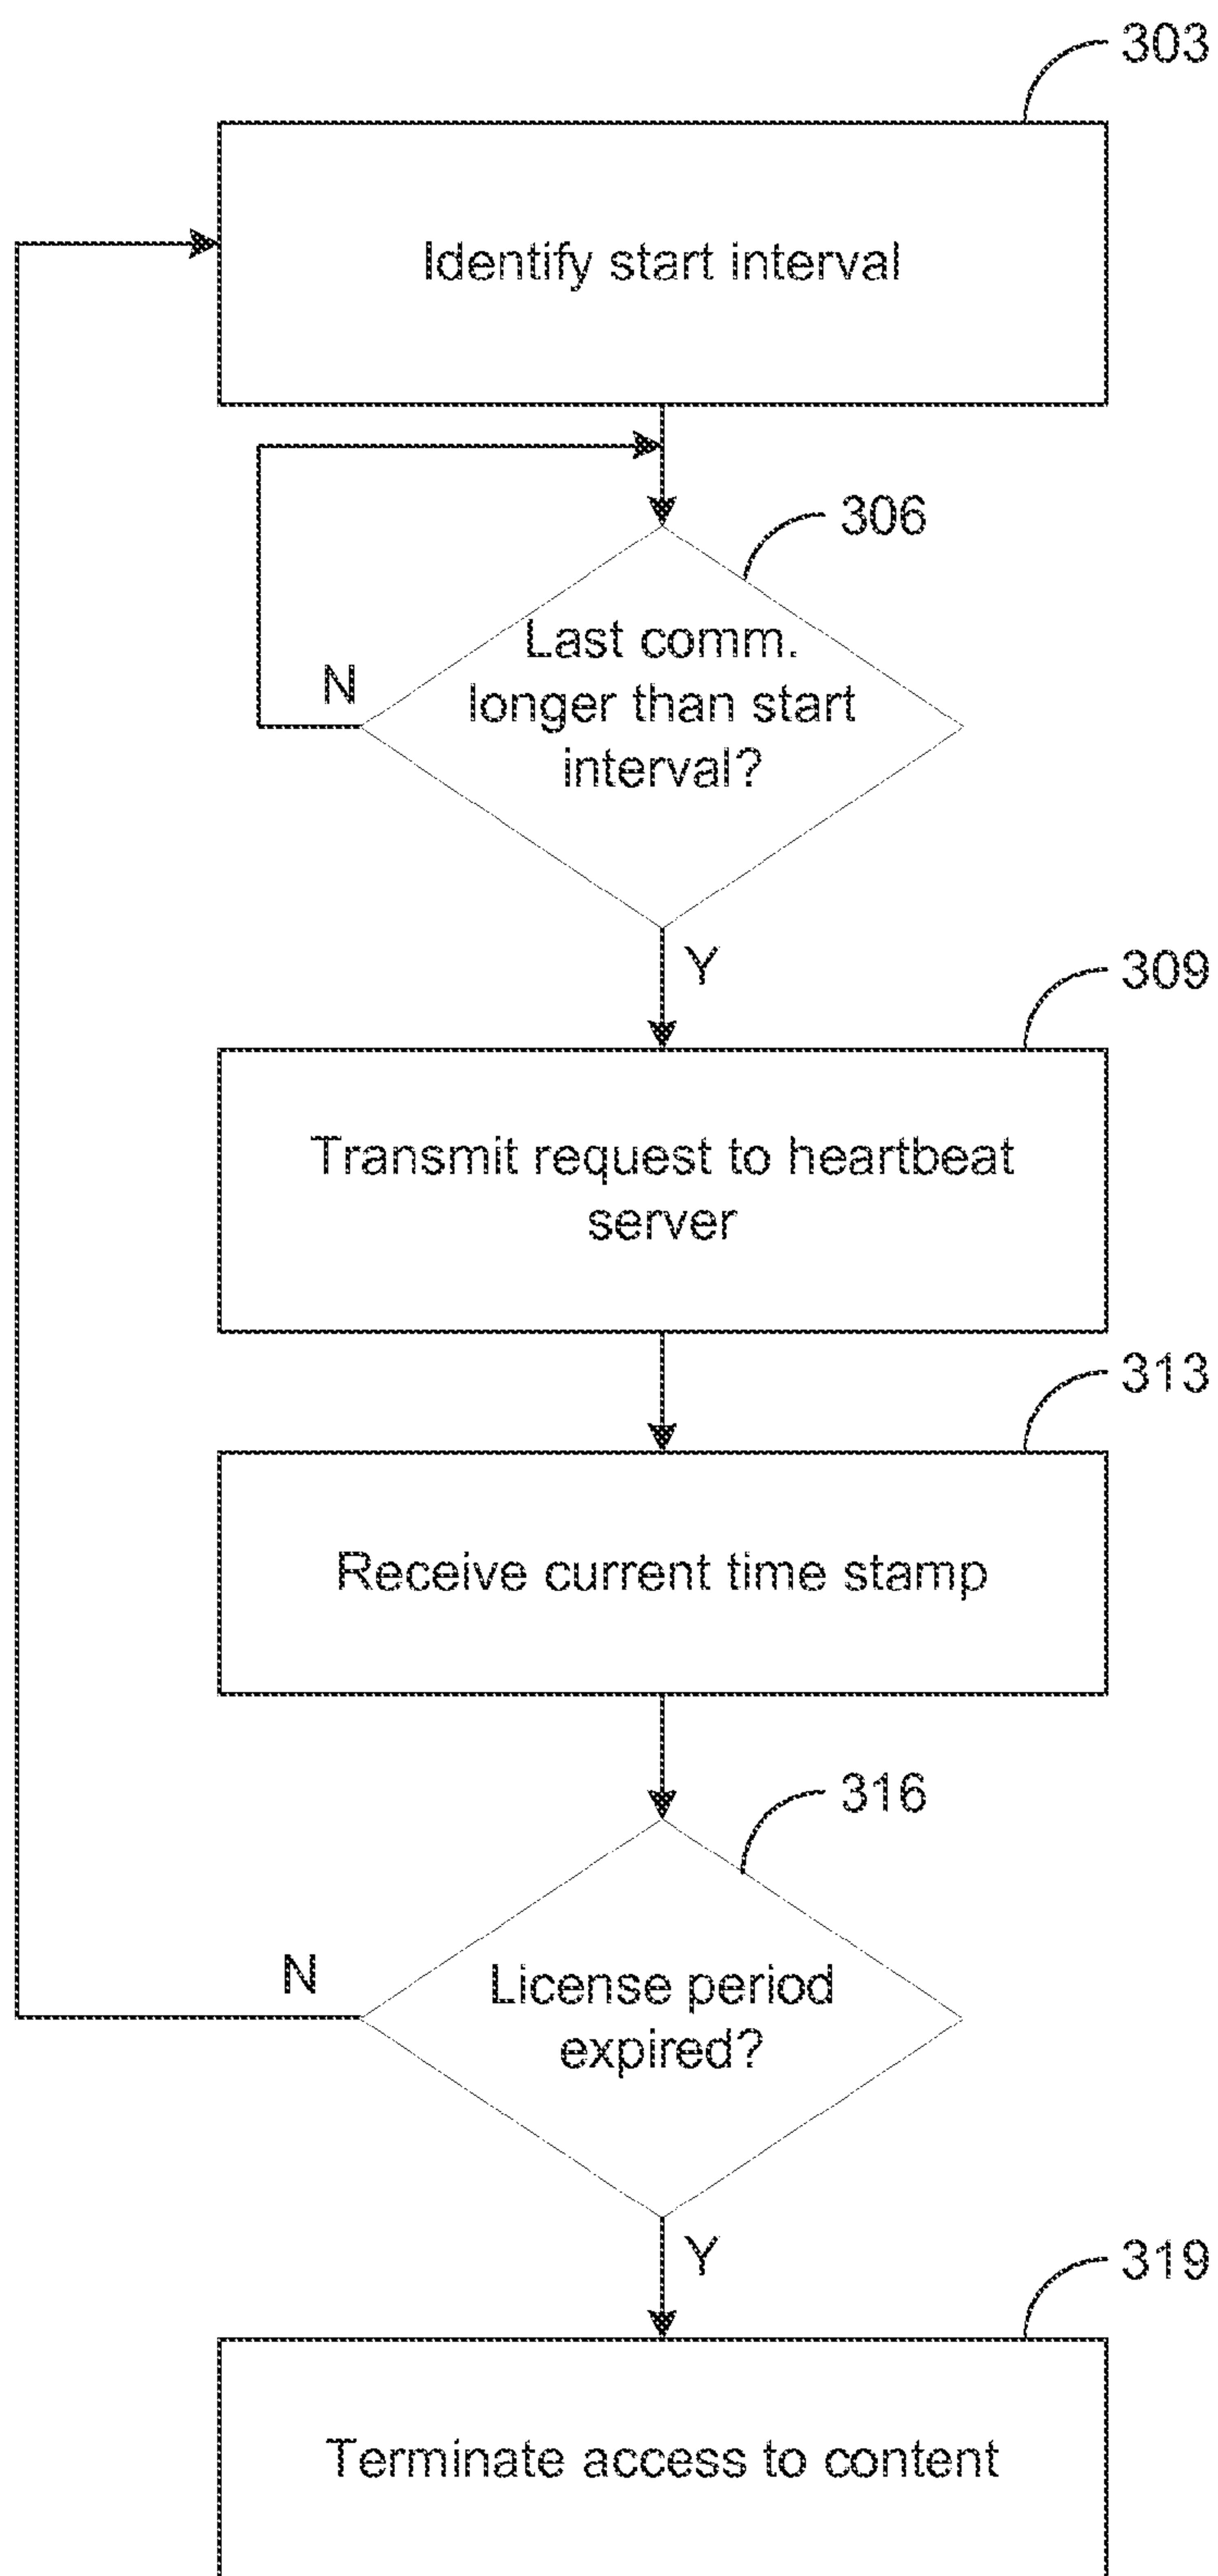 303
Identify start interval
306
Last comm.
longer than start
interval?
N
Y
309
Transmit request to heartbeat
server
313
Receive current time stamp
316
License period
expired?
N
Y
319
Terminate access to content